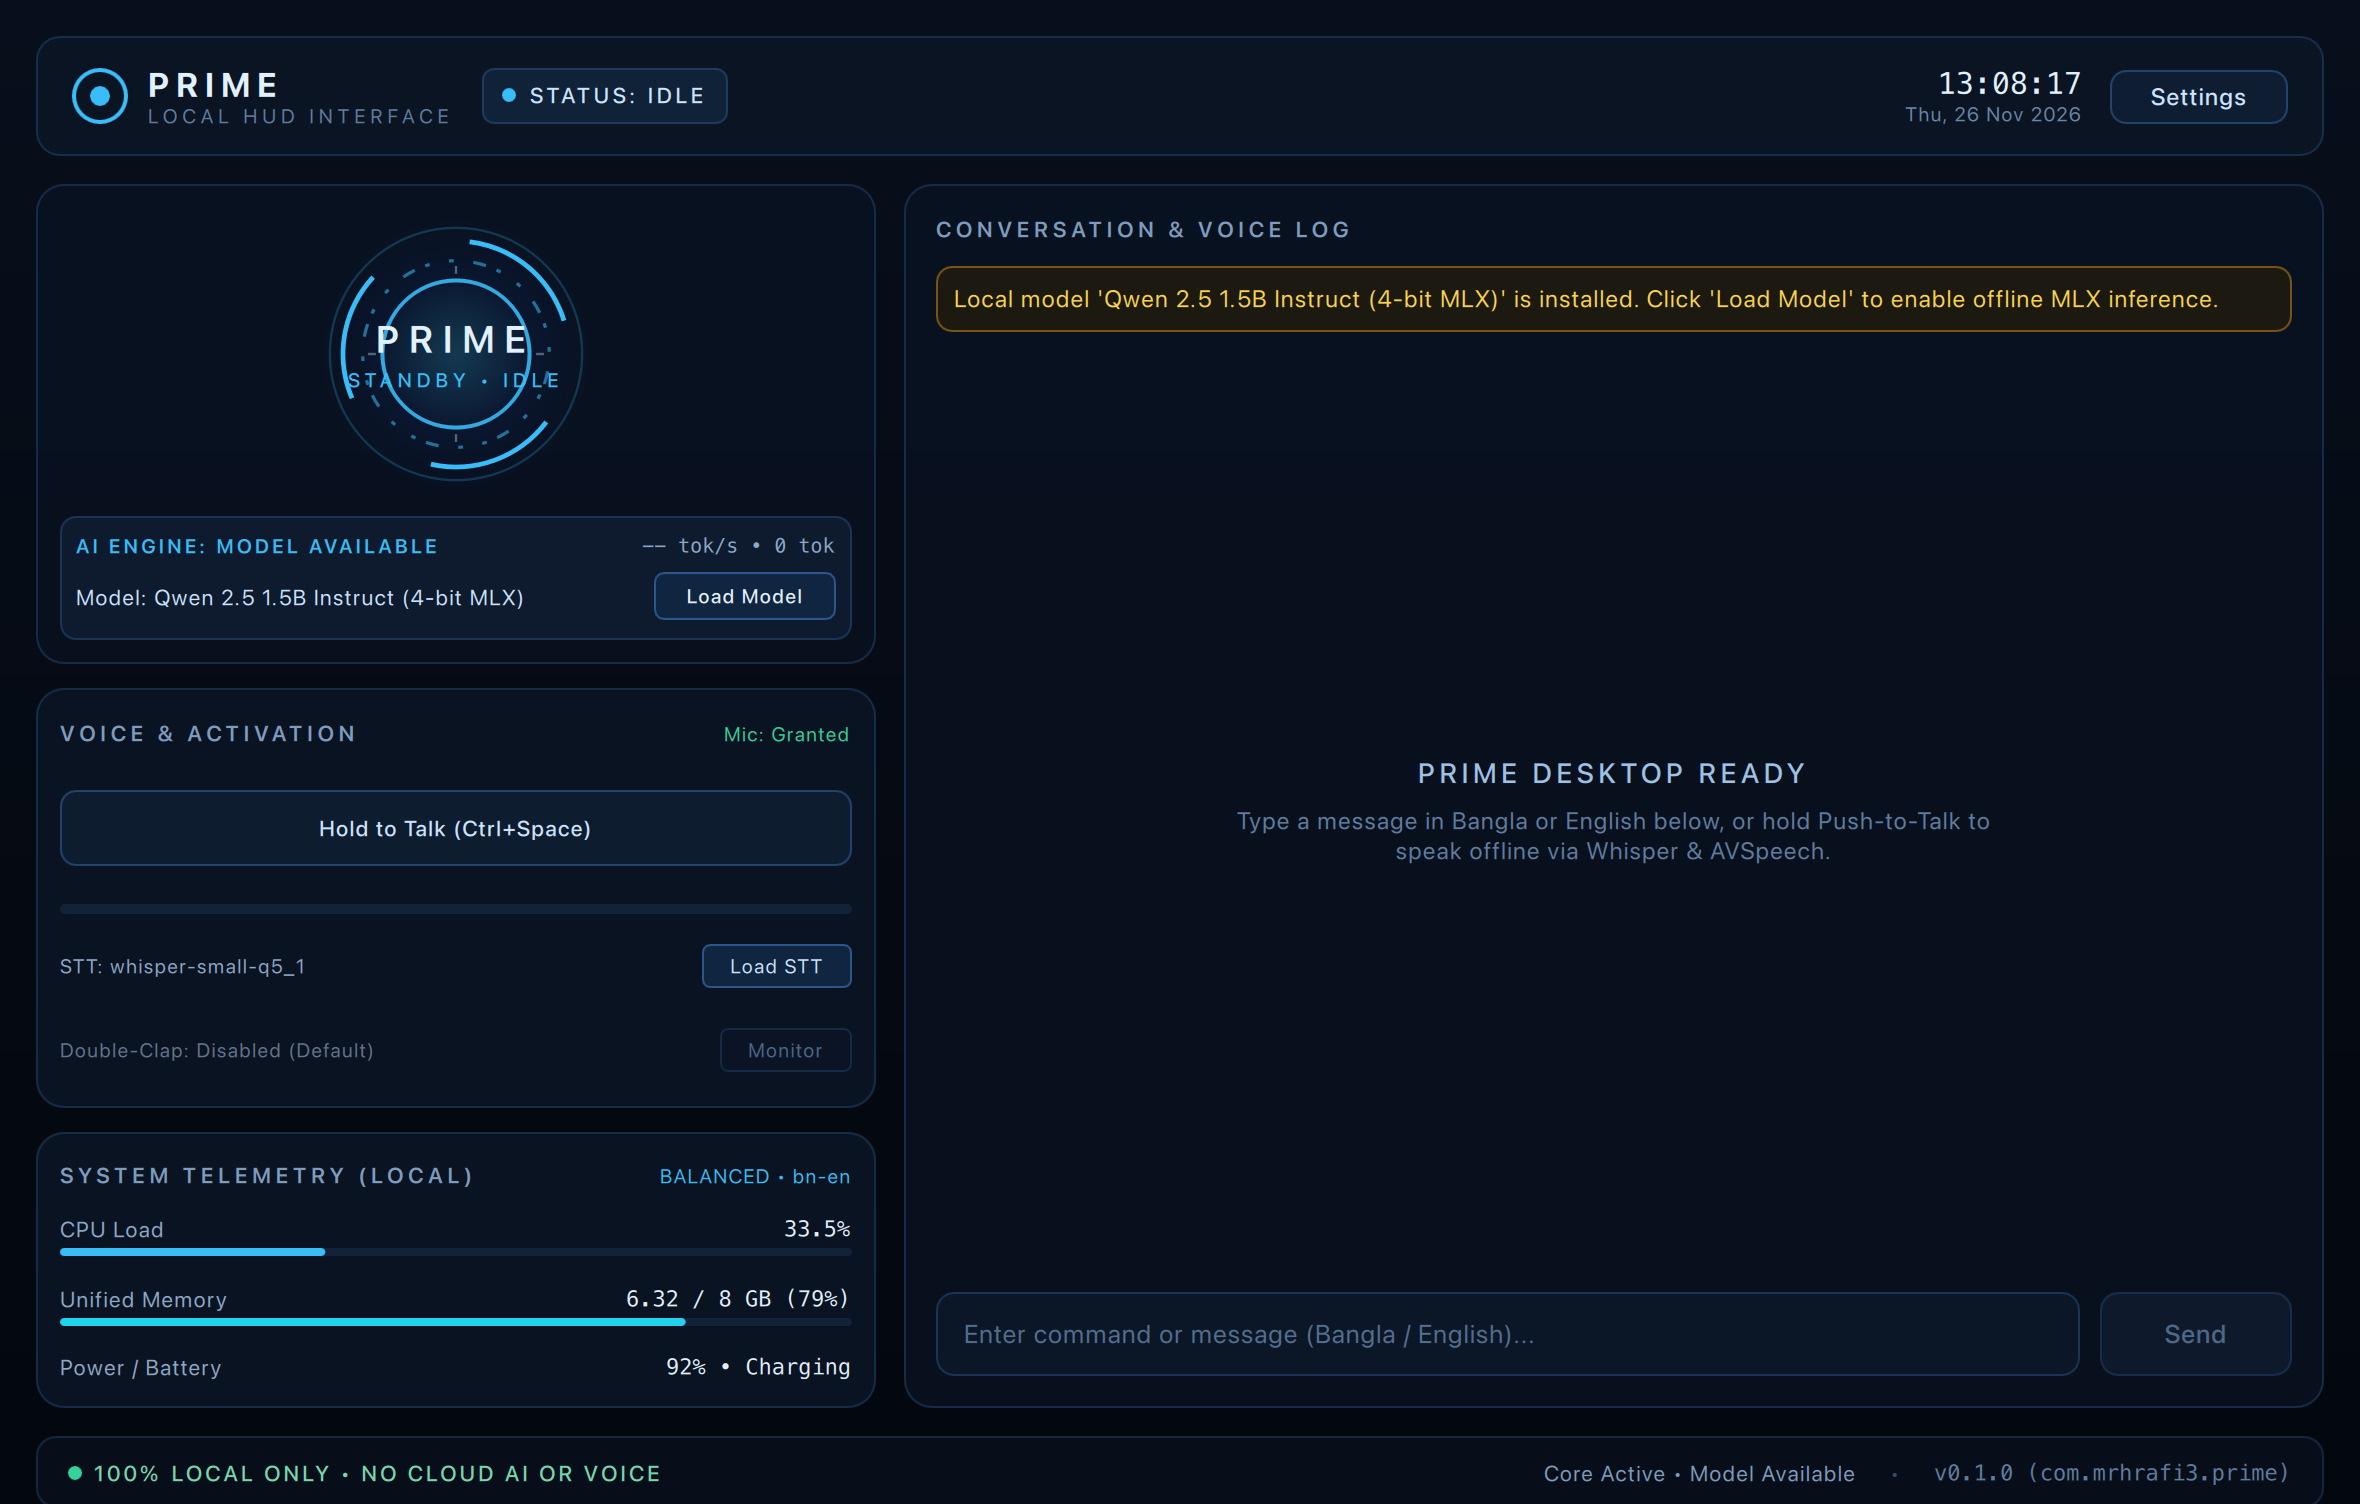 PRIME
LOCAL HUD INTERFACE
STATUS: IDLE
13:08:17
Thu, 26 Nov 2026
Settings
PRIME
STANDBY • IDLE
AI ENGINE: MODEL AVAILABLE
—— tok/s • 0 tok
Model: Qwen 2.5 1.5B Instruct (4-bit MLX)
Load Model
VOICE & ACTIVATION
Mic: Granted
Hold to Talk (Ctrl+Space)
STT: whisper-small-q5_1
Load STT
Double-Clap: Disabled (Default)
Monitor
SYSTEM TELEMETRY (LOCAL)
BALANCED • bn-en
CPU Load
33.5%
Unified Memory
6.32 / 8 GB (79%)
Power / Battery
92% • Charging
CONVERSATION & VOICE LOG
Local model 'Qwen 2.5 1.5B Instruct (4-bit MLX)' is installed. Click 'Load Model' to enable offline MLX inference.
PRIME DESKTOP READY
Type a message in Bangla or English below, or hold Push-to-Talk to
speak offline via Whisper & AVSpeech.
Enter command or message (Bangla / English)...
Send
100% LOCAL ONLY • NO CLOUD AI OR VOICE
Core Active • Model Available • v0.1.0 (com.mrhrafi3.prime)